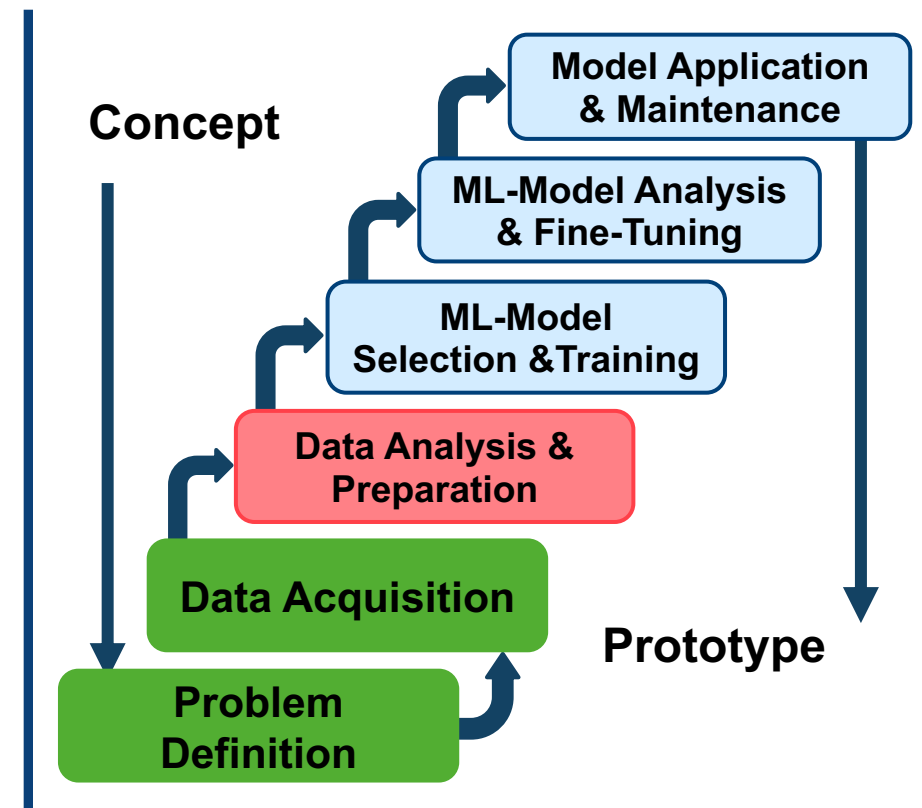 Model Application
& Maintenance
Concept
ML-Model Analysis
& Fine-Tuning
ML-Model
Selection &Training
Data Analysis &
Preparation
Data Acquisition
Prototype
Problem
Definition